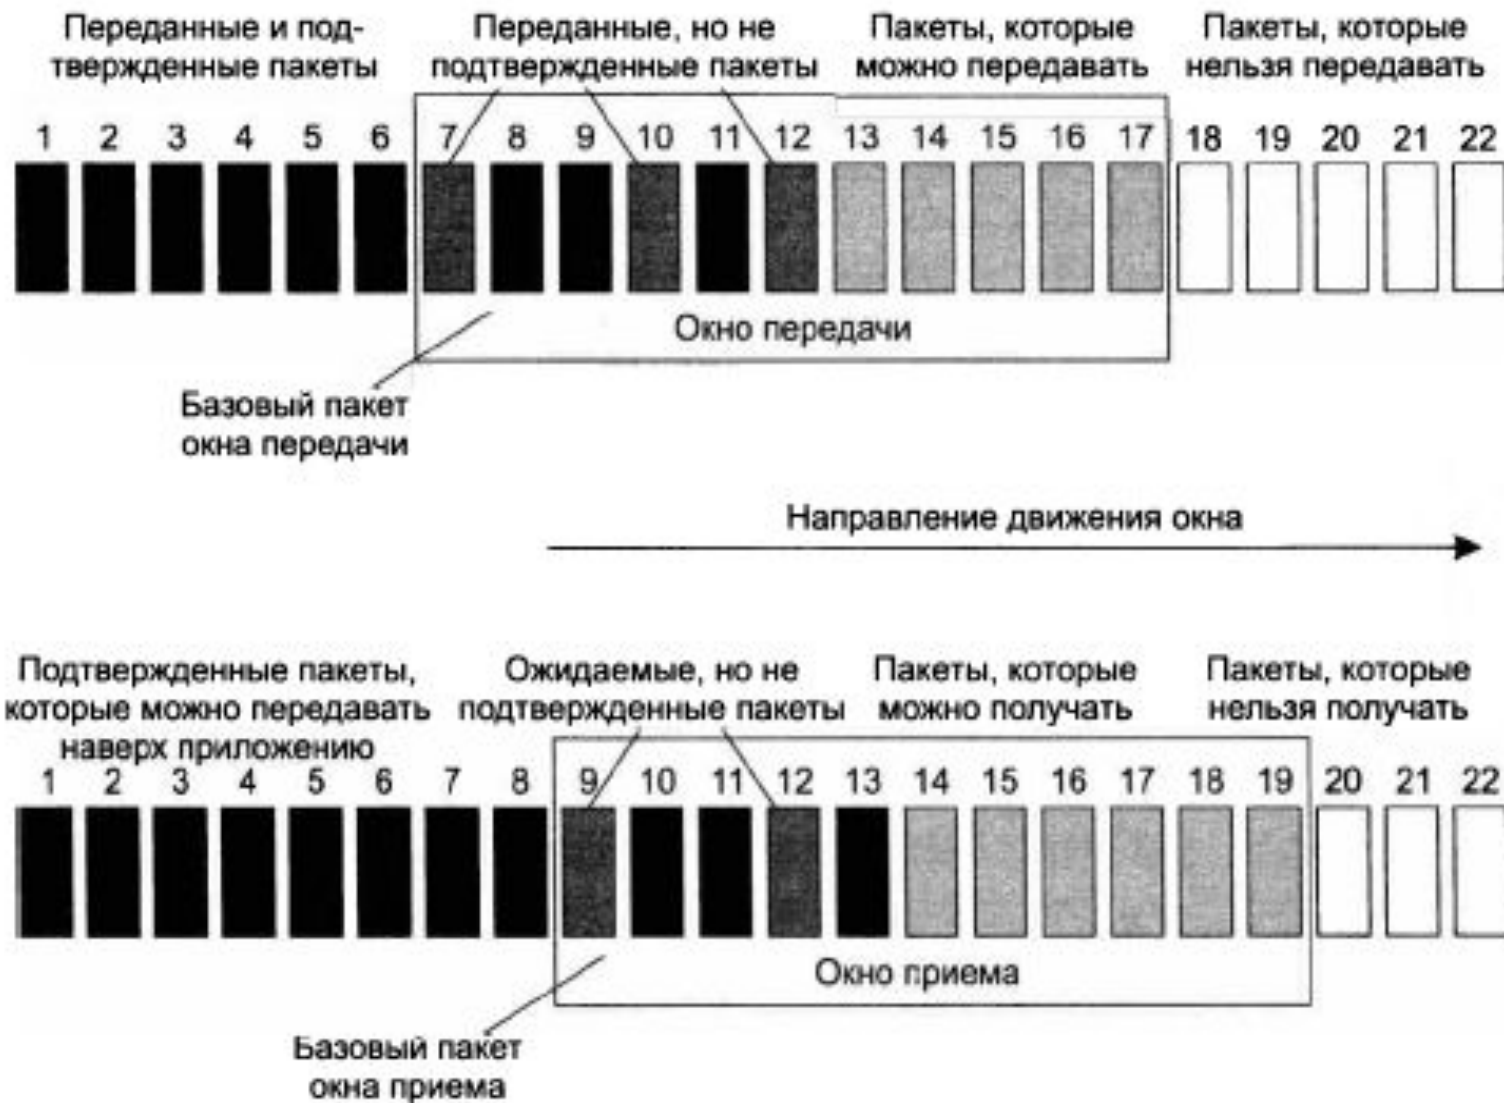 Переданные и под-
твержденные пакеты
Переданные, но не
подтвержденные пакеты
Пакеты, которые
можно передавать
Пакеты, которые
нельзя передавать
1 2 3 4 5 6 7 8 9 10 11 12 13 14 15 16 17 18 19 20 21 22
Окно передачи
Базовый пакет
окна передачи
Направление движения окна
Подтвержденные пакеты,
которые можно передавать
наверх приложению
Ожидаемые, но не
подтвержденные пакеты
Пакеты, которые
можно получать
Пакеты, которые
нельзя получать
1 2 3 4 5 6 7 8 9 10 11 12 13 14 15 16 17 18 19 20 21 22
Окно приема
Базовый пакет
окна приема